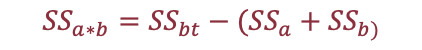 SSₐ∗b = SSbt − (SSₐ + SSb)